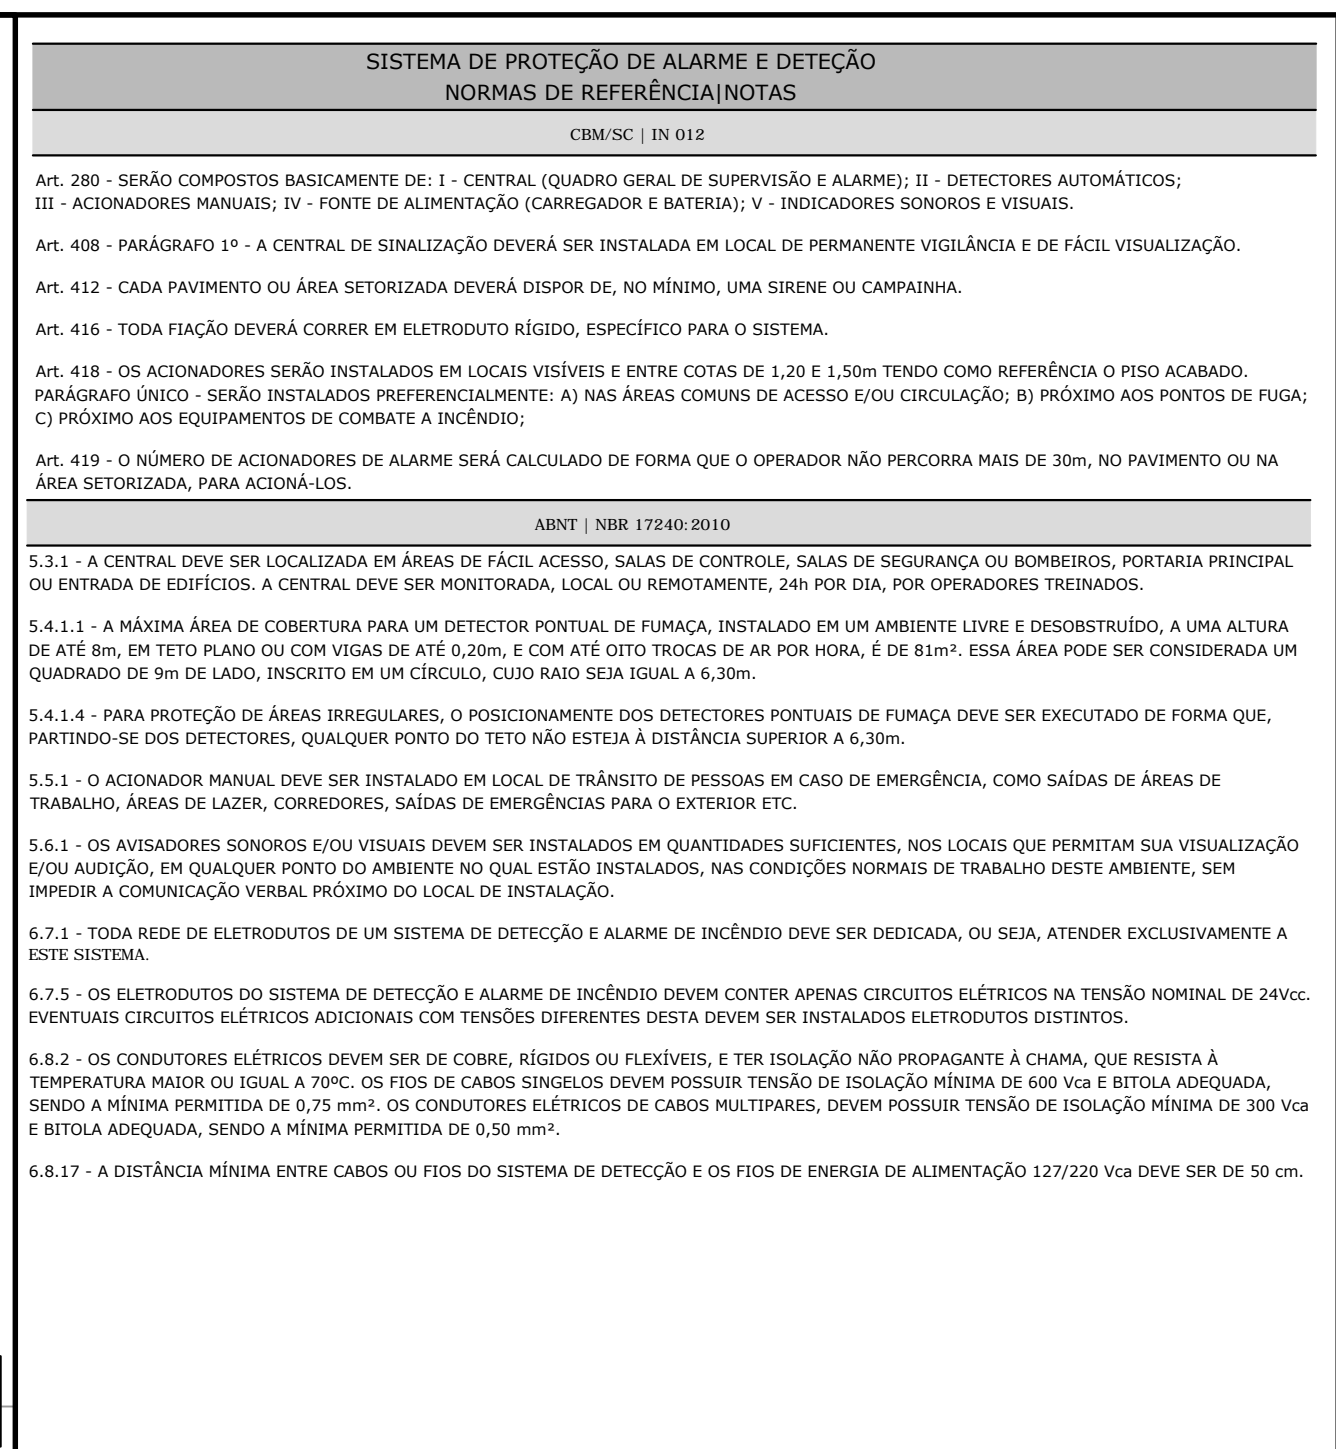 SISTEMA DE PROTEÇÃO DE ALARME E DETEÇÃO
NORMAS DE REFERÊNCIA|NOTAS
CBM/SC | IN 012
Art. 280 - SERÃO COMPOSTOS BASICAMENTE DE: I - CENTRAL (QUADRO GERAL DE SUPERVISÃO E ALARME); II - DETECTORES AUTOMÁTICOS;
III - ACIONADORES MANUAIS; IV - FONTE DE ALIMENTAÇÃO (CARREGADOR E BATERIA); V - INDICADORES SONOROS E VISUAIS.
Art. 408 - PARÁGRAFO 1º - A CENTRAL DE SINALIZAÇÃO DEVERÁ SER INSTALADA EM LOCAL DE PERMANENTE VIGILÂNCIA E DE FÁCIL VISUALIZAÇÃO.
Art. 412 - CADA PAVIMENTO OU ÁREA SETORIZADA DEVERÁ DISPOR DE, NO MÍNIMO, UMA SIRENE OU CAMPAINHA.
Art. 416 - TODA FIAÇÃO DEVERÁ CORRER EM ELETRODUTO RÍGIDO, ESPECÍFICO PARA O SISTEMA.
Art. 418 - OS ACIONADORES SERÃO INSTALADOS EM LOCAIS VISÍVEIS E ENTRE COTAS DE 1,20 E 1,50m TENDO COMO REFERÊNCIA O PISO ACABADO.
PARÁGRAFO ÚNICO - SERÃO INSTALADOS PREFERENCIALMENTE: A) NAS ÁREAS COMUNS DE ACESSO E/OU CIRCULAÇÃO; B) PRÓXIMO AOS PONTOS DE FUGA;
C) PRÓXIMO AOS EQUIPAMENTOS DE COMBATE A INCÊNDIO;
Art. 419 - O NÚMERO DE ACIONADORES DE ALARME SERÁ CALCULADO DE FORMA QUE O OPERADOR NÃO PERCORRA MAIS DE 30m, NO PAVIMENTO OU NA
ÁREA SETORIZADA, PARA ACIONÁ-LOS.
ABNT | NBR 17240:2010
5.3.1 - A CENTRAL DEVE SER LOCALIZADA EM ÁREAS DE FÁCIL ACESSO, SALAS DE CONTROLE, SALAS DE SEGURANÇA OU BOMBEIROS, PORTARIA PRINCIPAL
OU ENTRADA DE EDIFÍCIOS. A CENTRAL DEVE SER MONITORADA, LOCAL OU REMOTAMENTE, 24h POR DIA, POR OPERADORES TREINADOS.
5.4.1.1 - A MÁXIMA ÁREA DE COBERTURA PARA UM DETECTOR PONTUAL DE FUMAÇA, INSTALADO EM UM AMBIENTE LIVRE E DESOBSTRUÍDO, A UMA ALTURA
DE ATÉ 8m, EM TETO PLANO OU COM VIGAS DE ATÉ 0,20m, E COM ATÉ OITO TROCAS DE AR POR HORA, É DE 81m². ESSA ÁREA PODE SER CONSIDERADA UM
QUADRADO DE 9m DE LADO, INSCRITO EM UM CÍRCULO, CUJO RAIO SEJA IGUAL A 6,30m.
5.4.1.4 - PARA PROTEÇÃO DE ÁREAS IRREGULARES, O POSICIONAMENTE DOS DETECTORES PONTUAIS DE FUMAÇA DEVE SER EXECUTADO DE FORMA QUE,
PARTINDO-SE DOS DETECTORES, QUALQUER PONTO DO TETO NÃO ESTEJA À DISTÂNCIA SUPERIOR A 6,30m.
5.5.1 - O ACIONADOR MANUAL DEVE SER INSTALADO EM LOCAL DE TRÂNSITO DE PESSOAS EM CASO DE EMERGÊNCIA, COMO SAÍDAS DE ÁREAS DE
TRABALHO, ÁREAS DE LAZER, CORREDORES, SAÍDAS DE EMERGÊNCIAS PARA O EXTERIOR ETC.
5.6.1 - OS AVISADORES SONOROS E/OU VISUAIS DEVEM SER INSTALADOS EM QUANTIDADES SUFICIENTES, NOS LOCAIS QUE PERMITAM SUA VISUALIZAÇÃO
E/OU AUDIÇÃO, EM QUALQUER PONTO DO AMBIENTE NO QUAL ESTÃO INSTALADOS, NAS CONDIÇÕES NORMAIS DE TRABALHO DESTE AMBIENTE, SEM
IMPEDIR A COMUNICAÇÃO VERBAL PRÓXIMO DO LOCAL DE INSTALAÇÃO.
6.7.1 - TODA REDE DE ELETRODUTOS DE UM SISTEMA DE DETECÇÃO E ALARME DE INCÊNDIO DEVE SER DEDICADA, OU SEJA, ATENDER EXCLUSIVAMENTE A
ESTE SISTEMA.
6.7.5 - OS ELETRODUTOS DO SISTEMA DE DETECÇÃO E ALARME DE INCÊNDIO DEVEM CONTER APENAS CIRCUITOS ELÉTRICOS NA TENSÃO NOMINAL DE 24Vcc.
EVENTUAIS CIRCUITOS ELÉTRICOS ADICIONAIS COM TENSÕES DIFERENTES DESTA DEVEM SER INSTALADOS ELETRODUTOS DISTINTOS.
6.8.2 - OS CONDUTORES ELÉTRICOS DEVEM SER DE COBRE, RÍGIDOS OU FLEXÍVEIS, E TER ISOLAÇÃO NÃO PROPAGANTE À CHAMA, QUE RESISTA À
TEMPERATURA MAIOR OU IGUAL A 70ºC. OS FIOS DE CABOS SINGELOS DEVEM POSSUIR TENSÃO DE ISOLAÇÃO MÍNIMA DE 600 Vca E BITOLA ADEQUADA,
SENDO A MÍNIMA PERMITIDA DE 0,75 mm². OS CONDUTORES ELÉTRICOS DE CABOS MULTIPARES, DEVEM POSSUIR TENSÃO DE ISOLAÇÃO MÍNIMA DE 300 Vca
E BITOLA ADEQUADA, SENDO A MÍNIMA PERMITIDA DE 0,50 mm².
6.8.17 - A DISTÂNCIA MÍNIMA ENTRE CABOS OU FIOS DO SISTEMA DE DETECÇÃO E OS FIOS DE ENERGIA DE ALIMENTAÇÃO 127/220 Vca DEVE SER DE 50 cm.